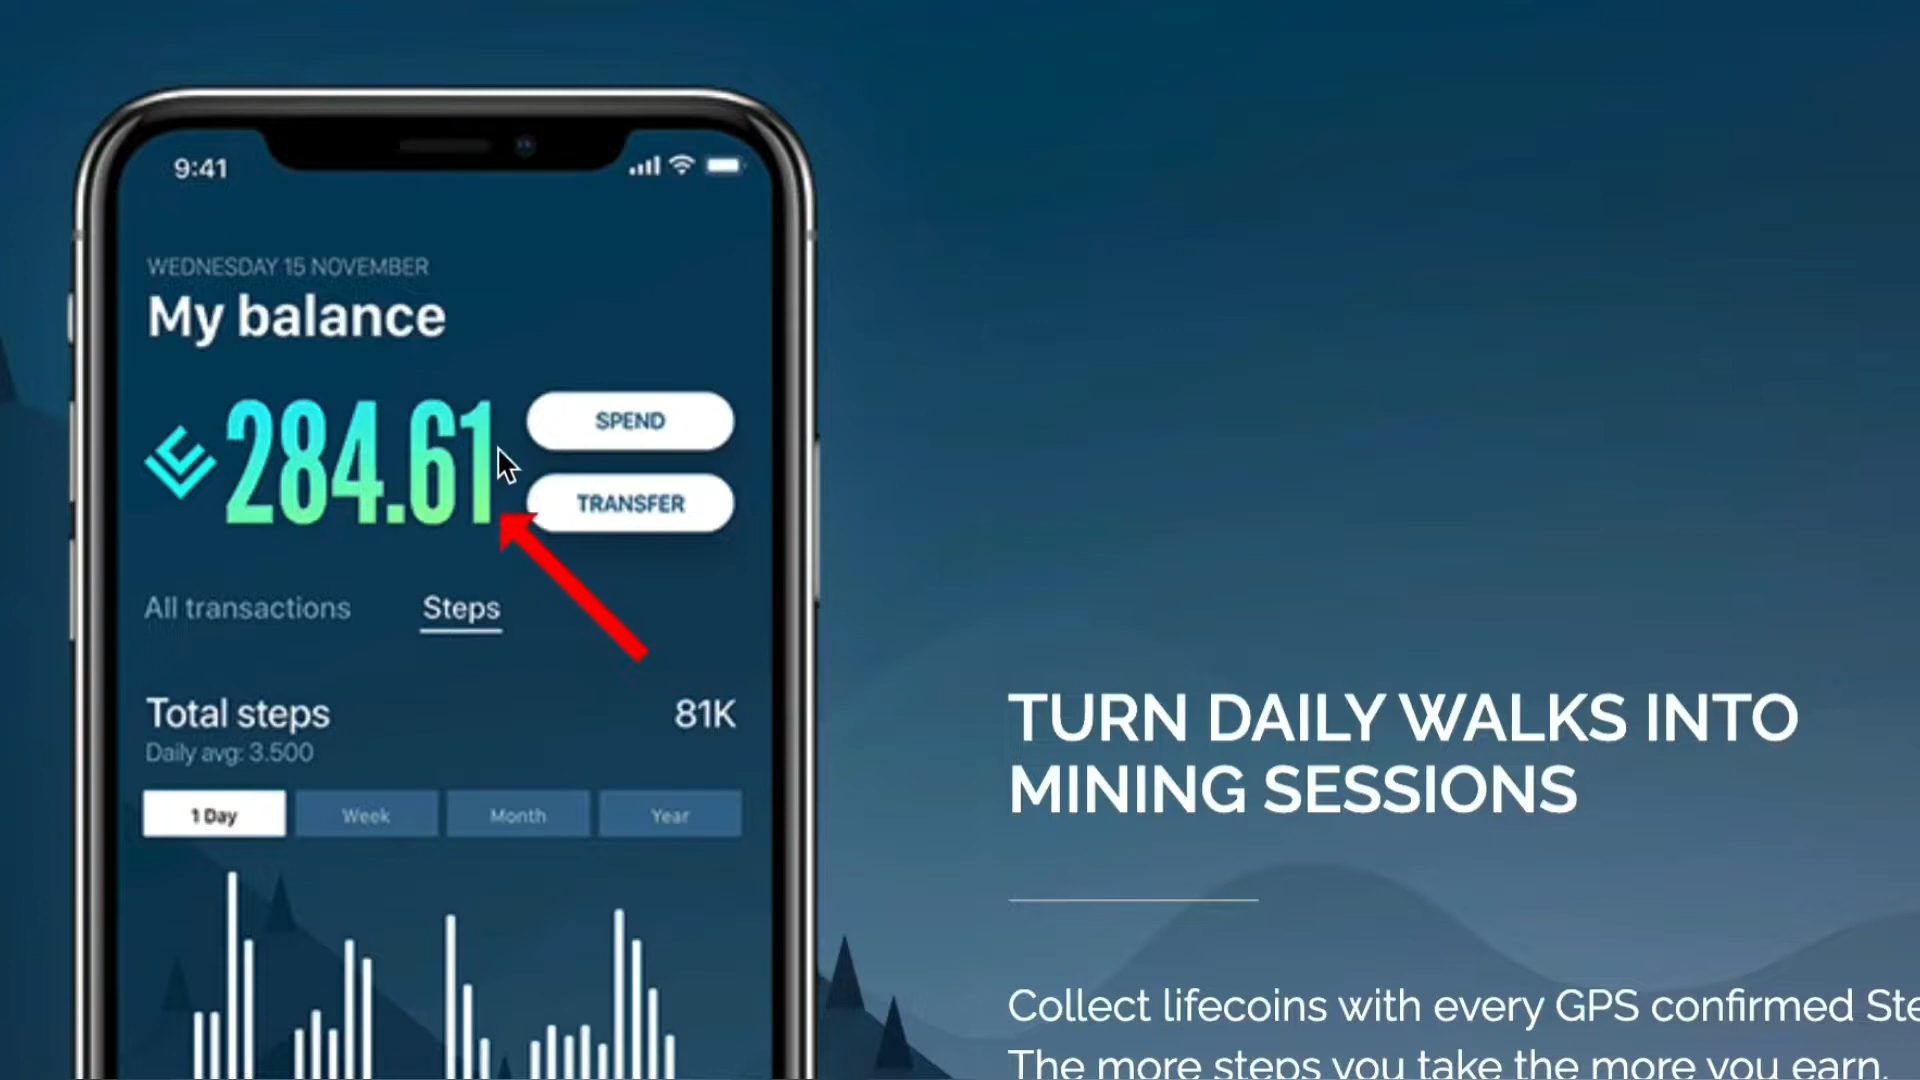 9:41
WEDNESDAY 15 NOVEMBER
My balance
284.61
SPEND
TRANSFER
All transactions
Steps
Total steps
81K
Daily avg: 3.500
1 Day
Week
Month
Year
TURN DAILY WALKS INTO
MINING SESSIONS
Collect lifecoins with every GPS confirmed Ste
The more steps you take the more you earn.